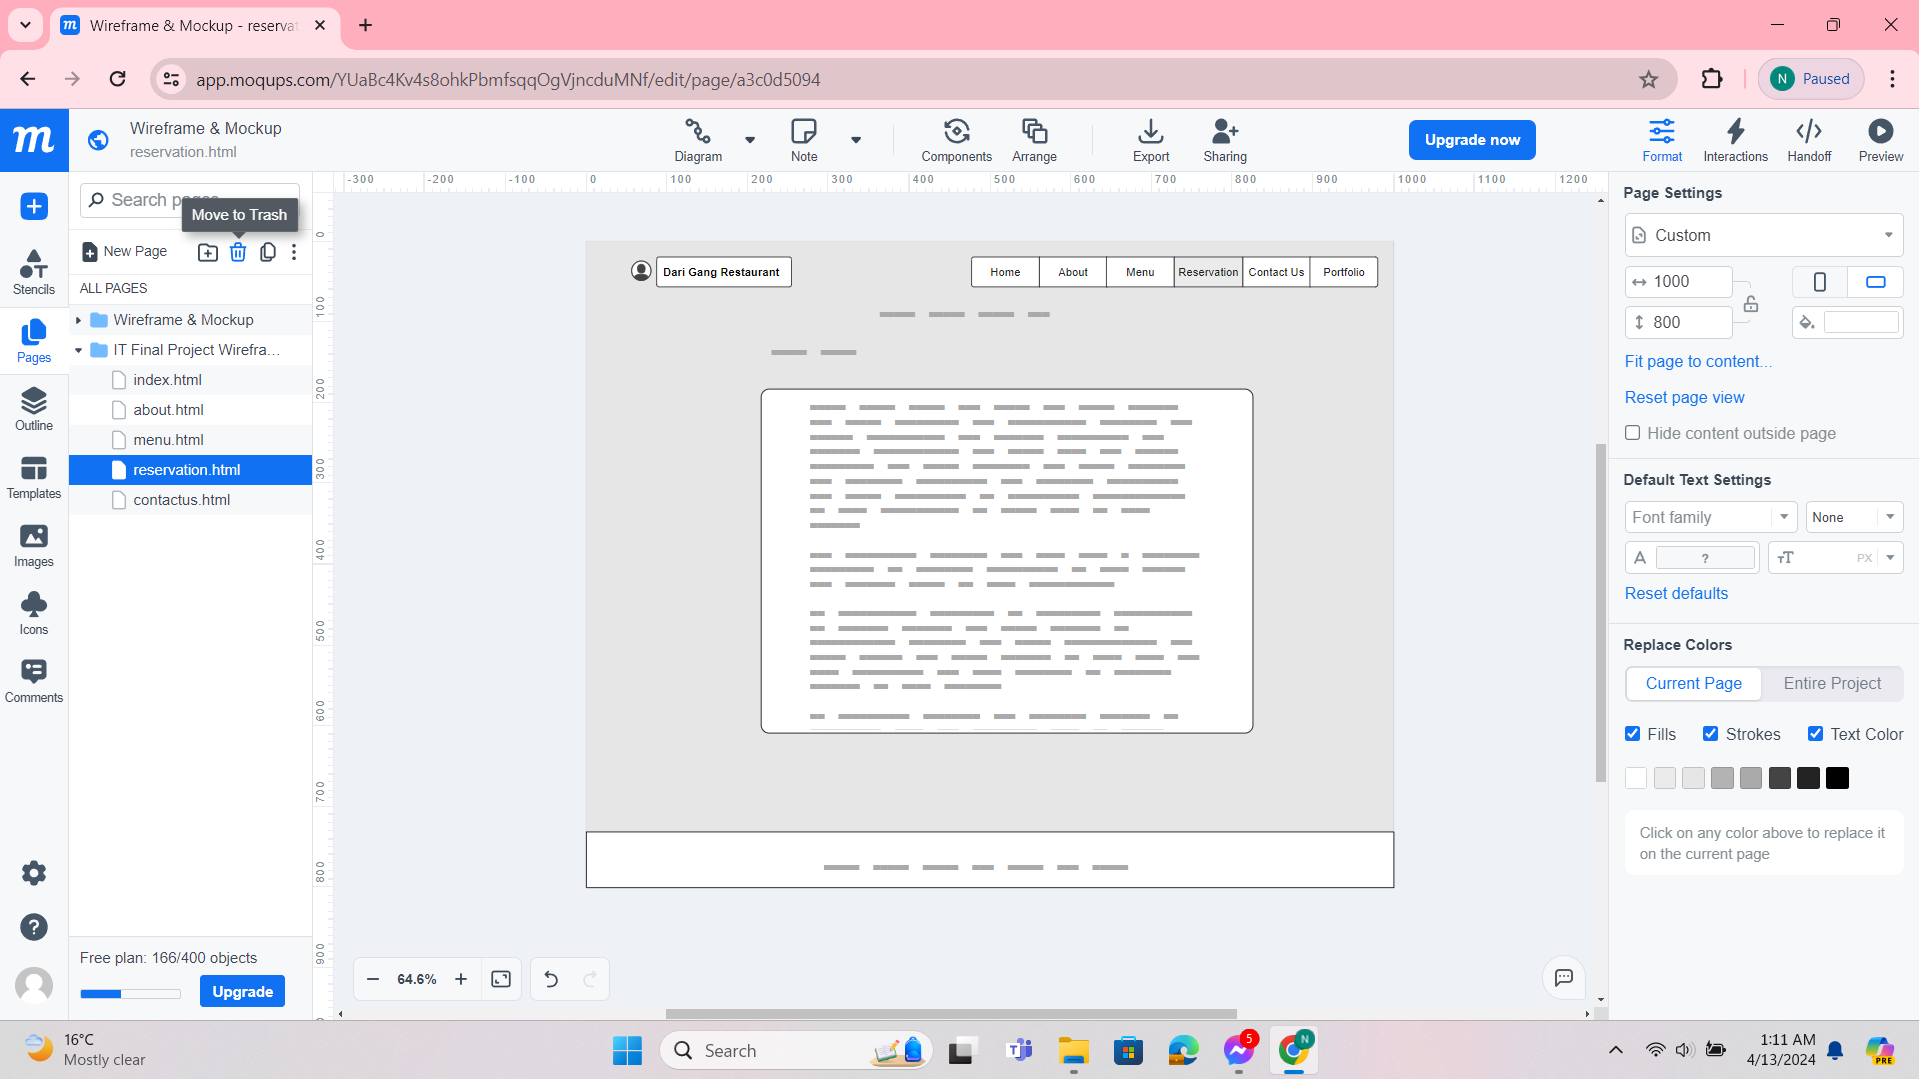 Wireframe & Mockup - reservat
app.moqups.com/YUaBc4Kv4s8ohkPbmfsqqOgVjncduMNf/edit/page/a3c0d5094
N Paused
m
Wireframe & Mockup
reservation.html
Diagram
Note
Components
Arrange
Export
Sharing
Upgrade now
Format
Interactions
Handoff
Preview
Stencils
Pages
Outline
Templates
Images
Icons
Comments
Search pages
Move to Trash
New Page
ALL PAGES
Wireframe & Mockup
IT Final Project Wirefra...
index.html
about.html
menu.html
reservation.html
contactus.html
Free plan: 166/400 objects
Upgrade
-300 -200 -100 0 100 200 300 400 500 600 700 800 900 1000 1100 1200
0 100 200 300 400 500 600 700 800 900
Dari Gang Restaurant
Home About Menu Reservation Contact Us Portfolio
64.6%
Page Settings
Custom
1000
800
Fit page to content...
Reset page view
Hide content outside page
Default Text Settings
Font family
None
A ?
TT PX
Reset defaults
Replace Colors
Current Page Entire Project
Fills Strokes Text Color
Click on any color above to replace it
on the current page
16°C
Mostly clear
Search
5
N
1:11 AM
4/13/2024
PRE